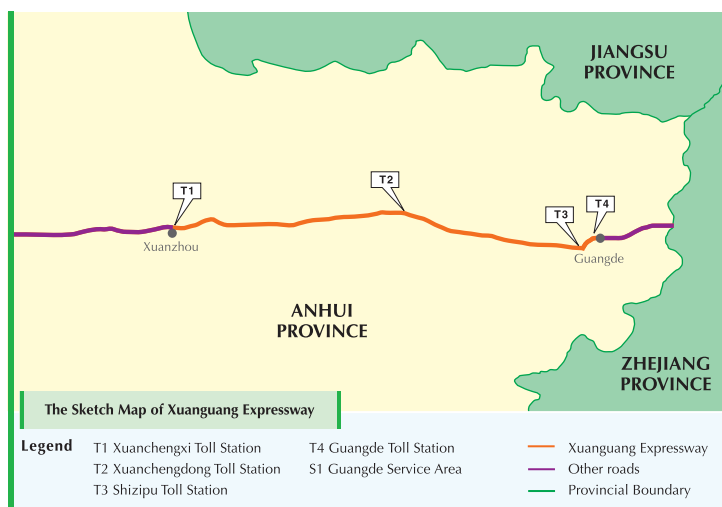 JIANGSU
PROVINCE
T1
T2
T3
T4
Xuanzhou
Guangde
ANHUI
PROVINCE
ZHEJIANG
PROVINCE
The Sketch Map of Xuanguang Expressway
Legend
T1 Xuanchengxi Toll Station
T2 Xuanchengdong Toll Station
T3 Shizipu Toll Station
T4 Guangde Toll Station
S1 Guangde Service Area
Xuanguang Expressway
Other roads
Provincial Boundary